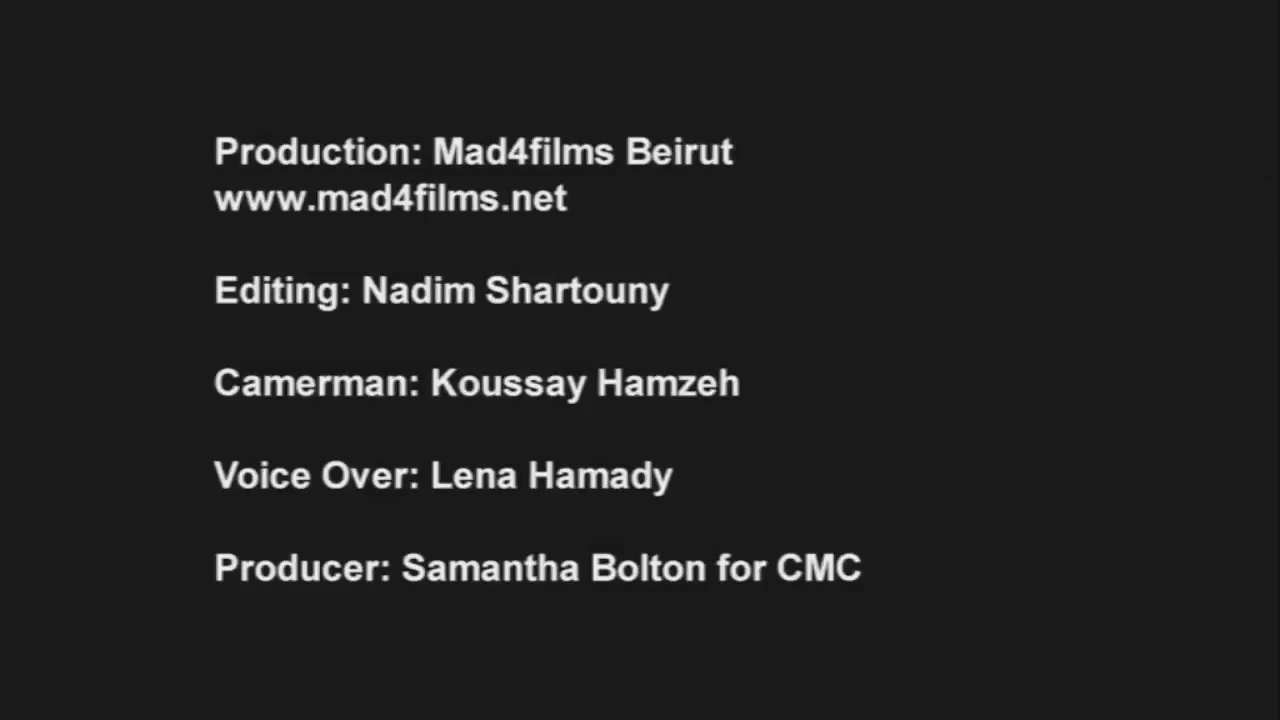 Production: Mad4films Beirut
www.mad4films.net
Editing: Nadim Shartouny
Camerman: Koussay Hamzeh
Voice Over: Lena Hamady
Producer: Samantha Bolton for CMC